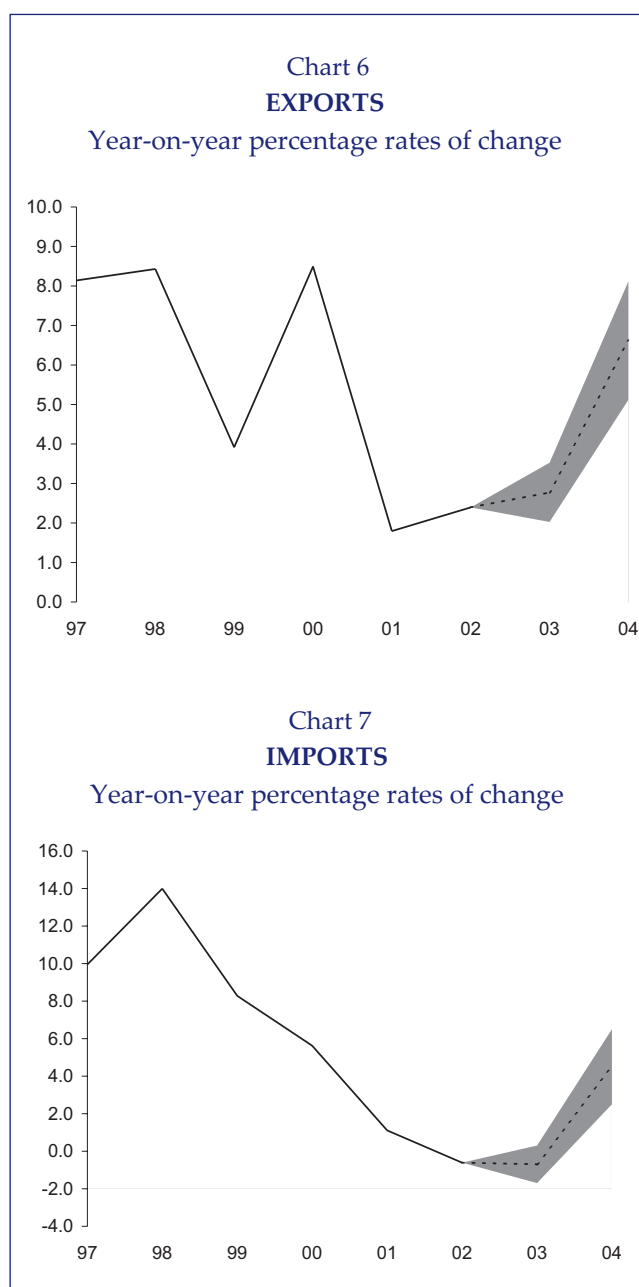 Chart 6
EXPORTS
Year-on-year percentage rates of change
10.0
9.0
8.0
7.0
6.0
5.0
4.0
3.0
2.0
1.0
0.0
97 98 99 00 01 02 03 04
Chart 7
IMPORTS
Year-on-year percentage rates of change
16.0
14.0
12.0
10.0
8.0
6.0
4.0
2.0
0.0
-2.0
-4.0
97 98 99 00 01 02 03 04